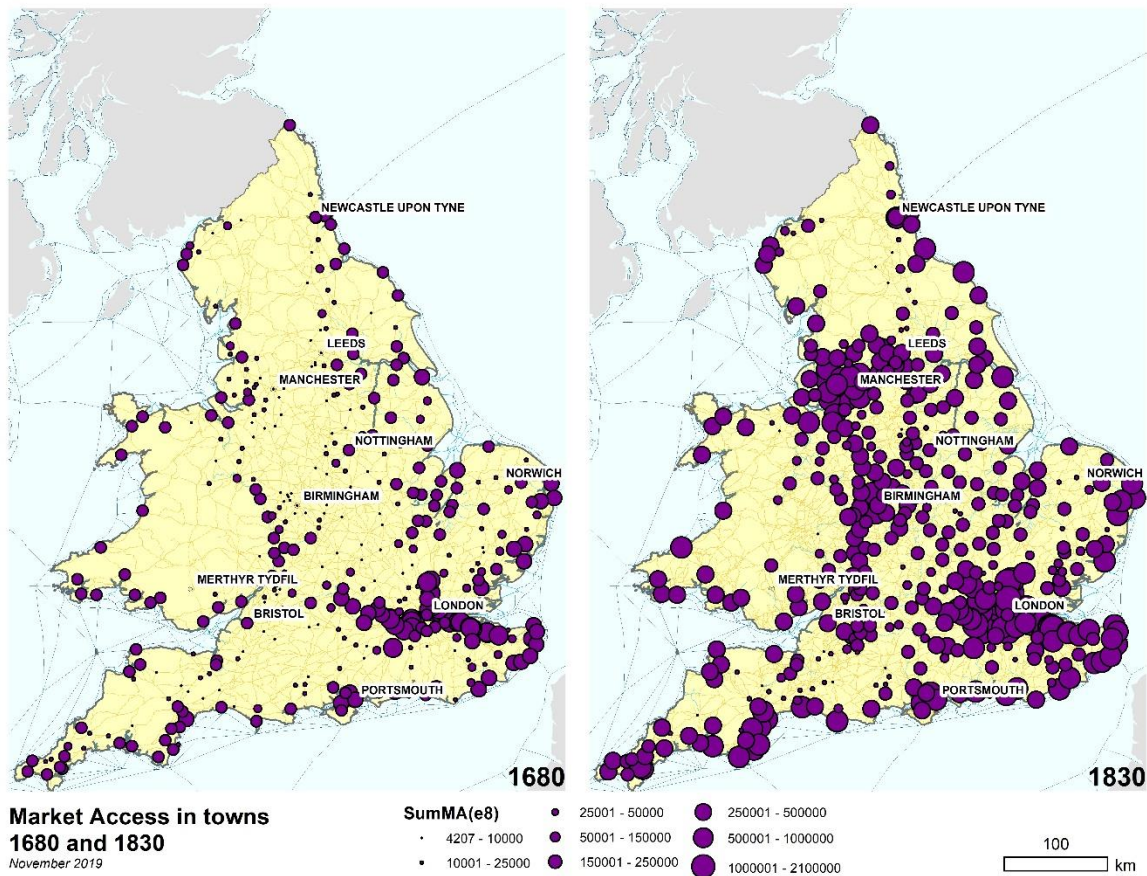 NEWCASTLE UPON TYNE
LEEDS
MANCHESTER
NOTTINGHAM
NORWICH
BIRMINGHAM
MERTHYR TYDFIL
LONDON
BRISTOL
PORTSMOUTH
1680
NEWCASTLE UPON TYNE
LEEDS
MANCHESTER
NOTTINGHAM
NORWICH
BIRMINGHAM
MERTHYR TYDFIL
LONDON
BRISTOL
PORTSMOUTH
1830
Market Access in towns
1680 and 1830
November 2019
SumMA(e8)
4207 - 10000
10001 - 25000
25001 - 50000
50001 - 150000
150001 - 250000
250001 - 500000
500001 - 1000000
1000001 - 2100000
100
km